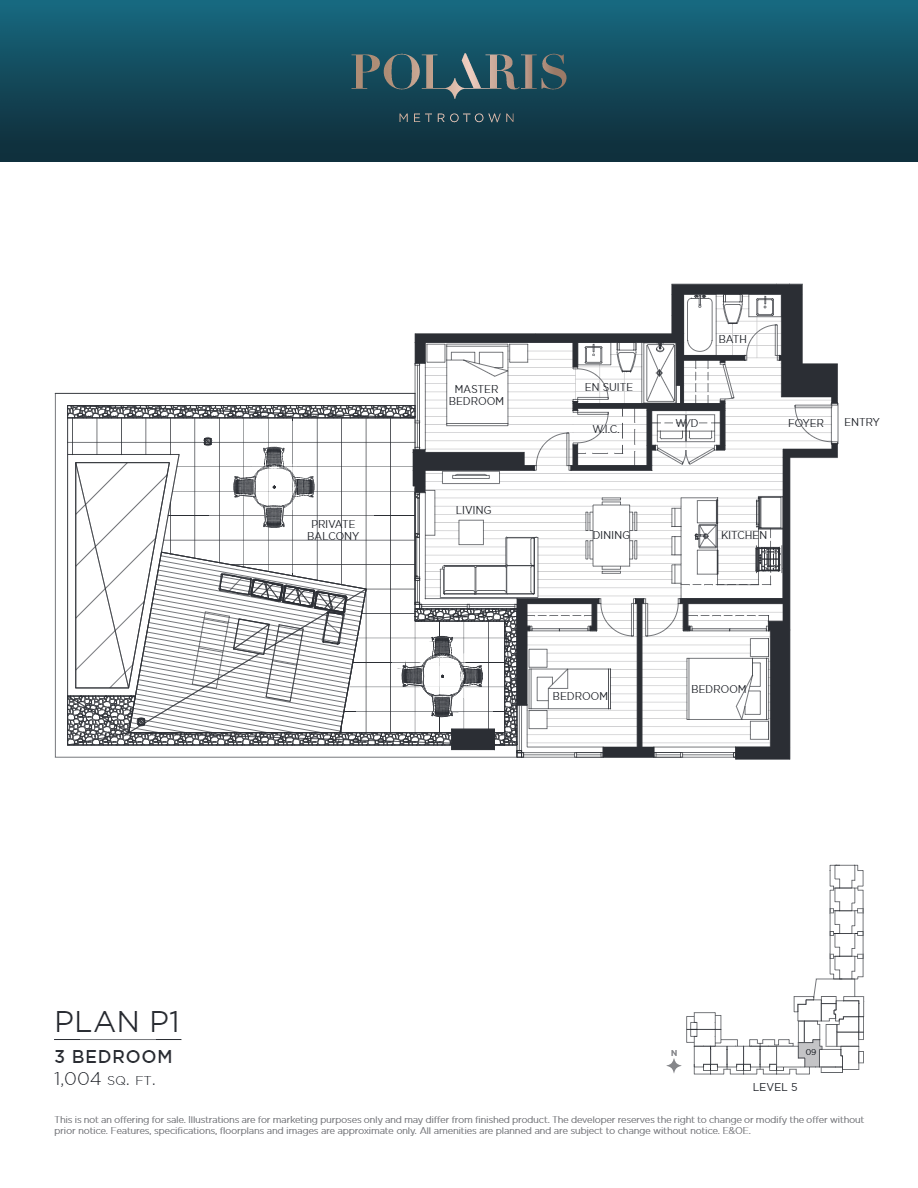 POLARIS
METROTOWN
BATH
MASTER
BEDROOM
EN SUITE
W.I.C.
W/D
FOYER
ENTRY
LIVING
PRIVATE
BALCONY
DINING
KITCHEN
BEDROOM
BEDROOM
PLAN P1
3 BEDROOM
1,004 SQ. FT.
N
09
LEVEL 5
This is not an offering for sale. Illustrations are for marketing purposes only and may differ from finished product. The developer reserves the right to change or modify the offer without
prior notice. Features, specifications, floorplans and images are approximate only. All amenities are planned and are subject to change without notice. E&OE.